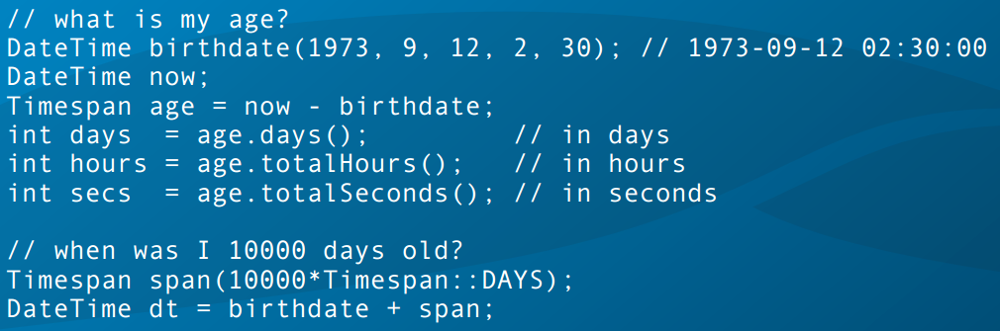 // what is my age?
DateTime birthdate(1973, 9, 12, 2, 30); // 1973-09-12 02:30:00
DateTime now;
Timespan age = now - birthdate;
int days  = age.days();         // in days
int hours = age.totalHours();   // in hours
int secs  = age.totalSeconds(); // in seconds

// when was I 10000 days old?
Timespan span(10000*Timespan::DAYS);
DateTime dt = birthdate + span;